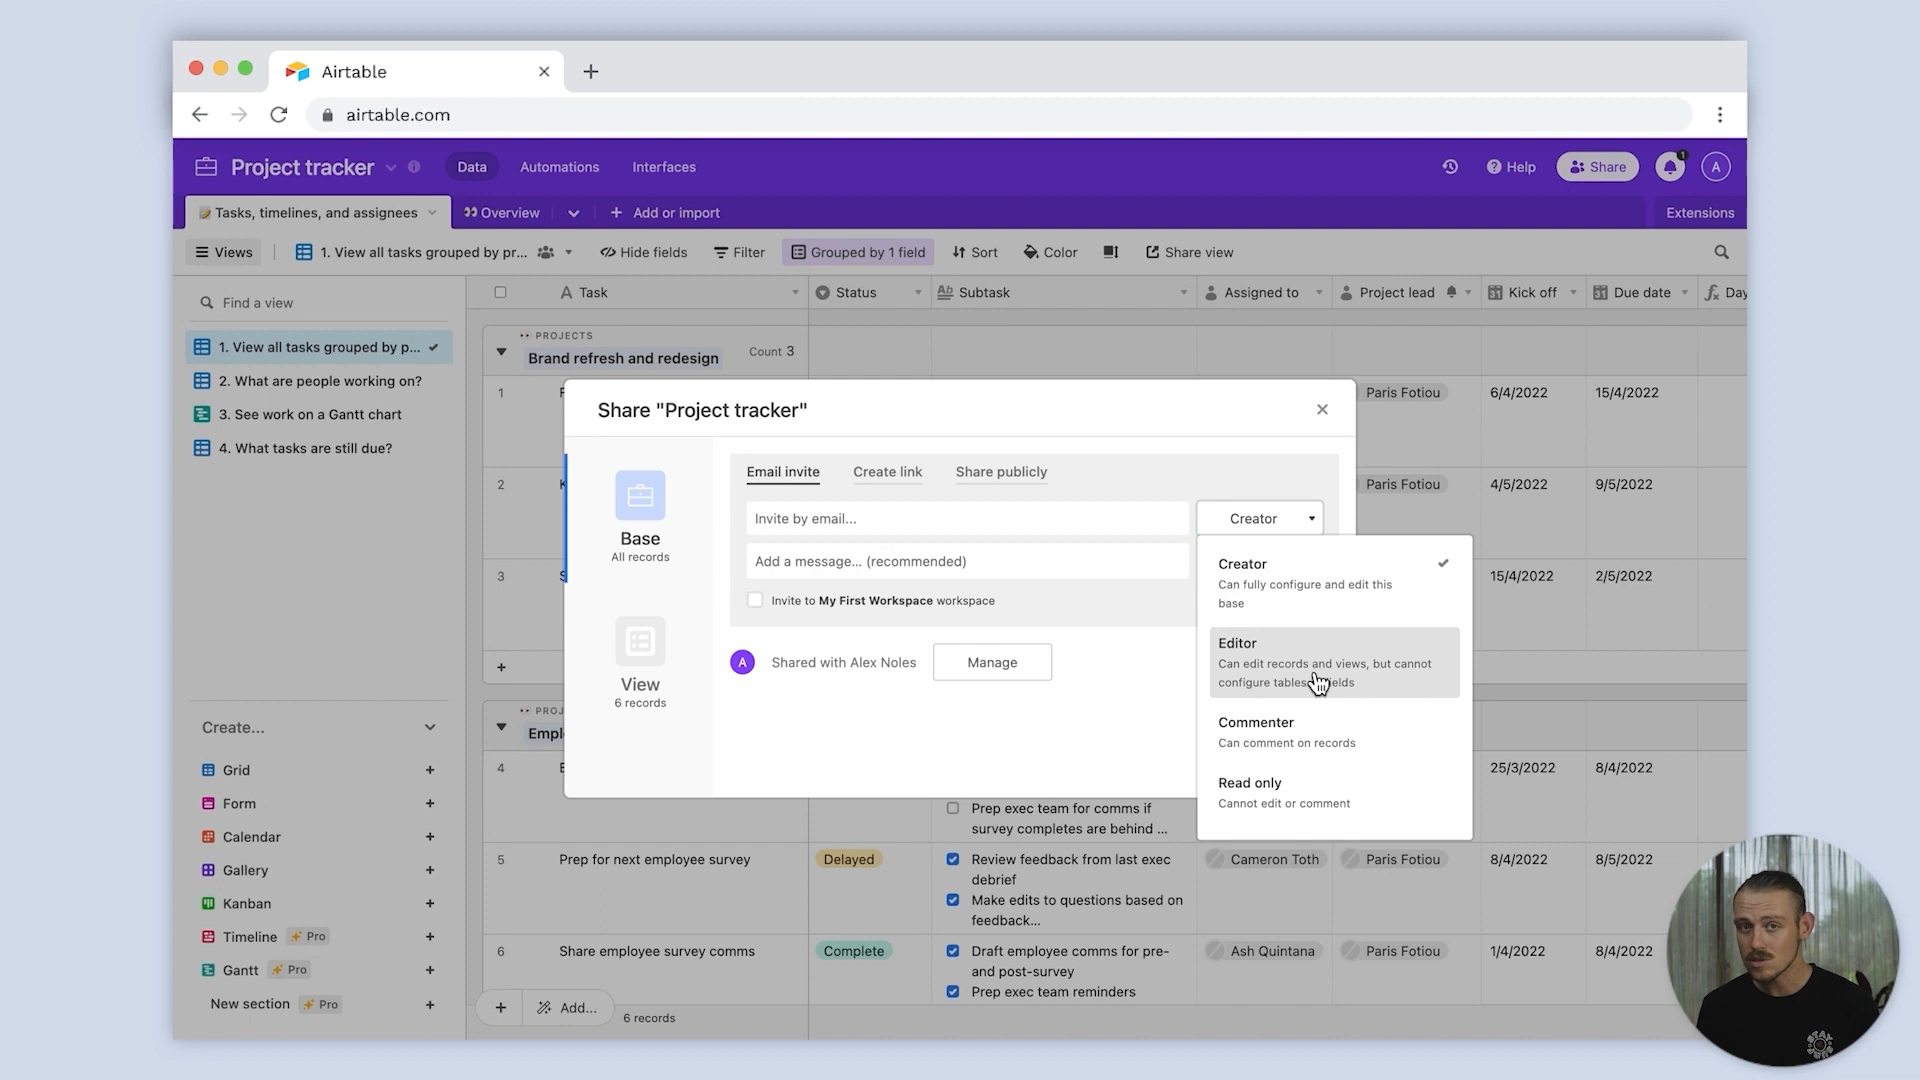 Airtable
airtable.com
Project tracker
Data
Automations
Interfaces
Help
Share
1
A
Tasks, timelines, and assignees
Overview
Add or import
Extensions
Views
1. View all tasks grouped by pr...
Hide fields
Filter
Grouped by 1 field
Sort
Color
Share view
Find a view
1. View all tasks grouped by p...
2. What are people working on?
3. See work on a Gantt chart
4. What tasks are still due?
Create...
Grid
Form
Calendar
Gallery
Kanban
Timeline Pro
Gantt Pro
New section Pro
Task
Status
Subtask
Assigned to
Project lead
Kick off
Due date
Day
PROJECTS
Brand refresh and redesign
Count 3
1
Paris Fotiou
6/4/2022
15/4/2022
2
Paris Fotiou
4/5/2022
9/5/2022
3
15/4/2022
2/5/2022
PROJ
Empl
4
25/3/2022
8/4/2022
Prep exec team for comms if
survey completes are behind ...
5
Prep for next employee survey
Delayed
Review feedback from last exec
debrief
Make edits to questions based on
feedback...
Cameron Toth
Paris Fotiou
8/4/2022
8/5/2022
6
Share employee survey comms
Complete
Draft employee comms for pre-
and post-survey
Prep exec team reminders
Ash Quintana
Paris Fotiou
1/4/2022
8/4/2022
Add...
6 records
Share "Project tracker"
Base
All records
View
6 records
Email invite
Create link
Share publicly
Invite by email...
Creator
Add a message... (recommended)
Invite to My First Workspace workspace
A
Shared with Alex Noles
Manage
Creator
Can fully configure and edit this
base
Editor
Can edit records and views, but cannot
configure tables
Commenter
Can comment on records
Read only
Cannot edit or comment